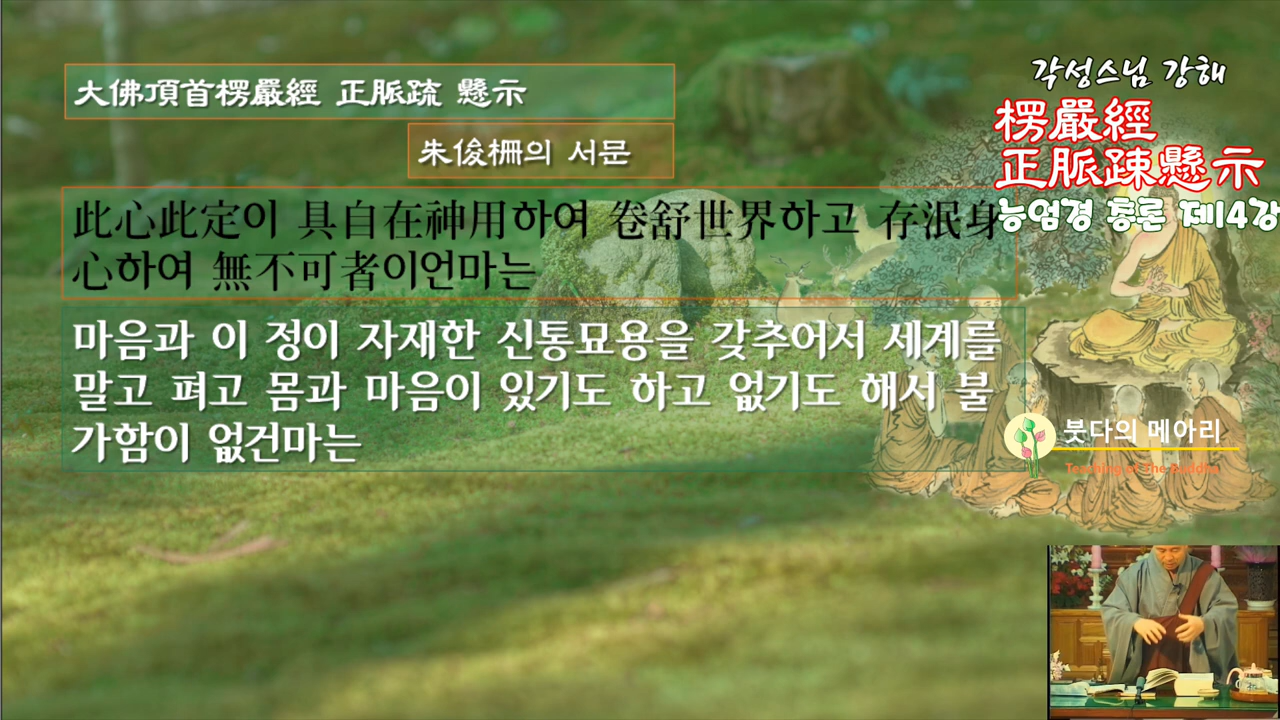 大佛頂首楞嚴經 正脈疏 懸示
朱俊柵의 서문
此心此定이 具自在神用하여 卷舒世界하고 存泯身
心하여 無不可者이언마는
마음과 이 정이 자재한 신통묘용을 갖추어서 세계를
말고 펴고 몸과 마음이 있기도 하고 없기도 해서 불
가함이 없건마는
각성스님 강해
楞嚴經
正脈疎懸示
능엄경 총론 제4강
붓다의 메아리
Teaching of The Buddha